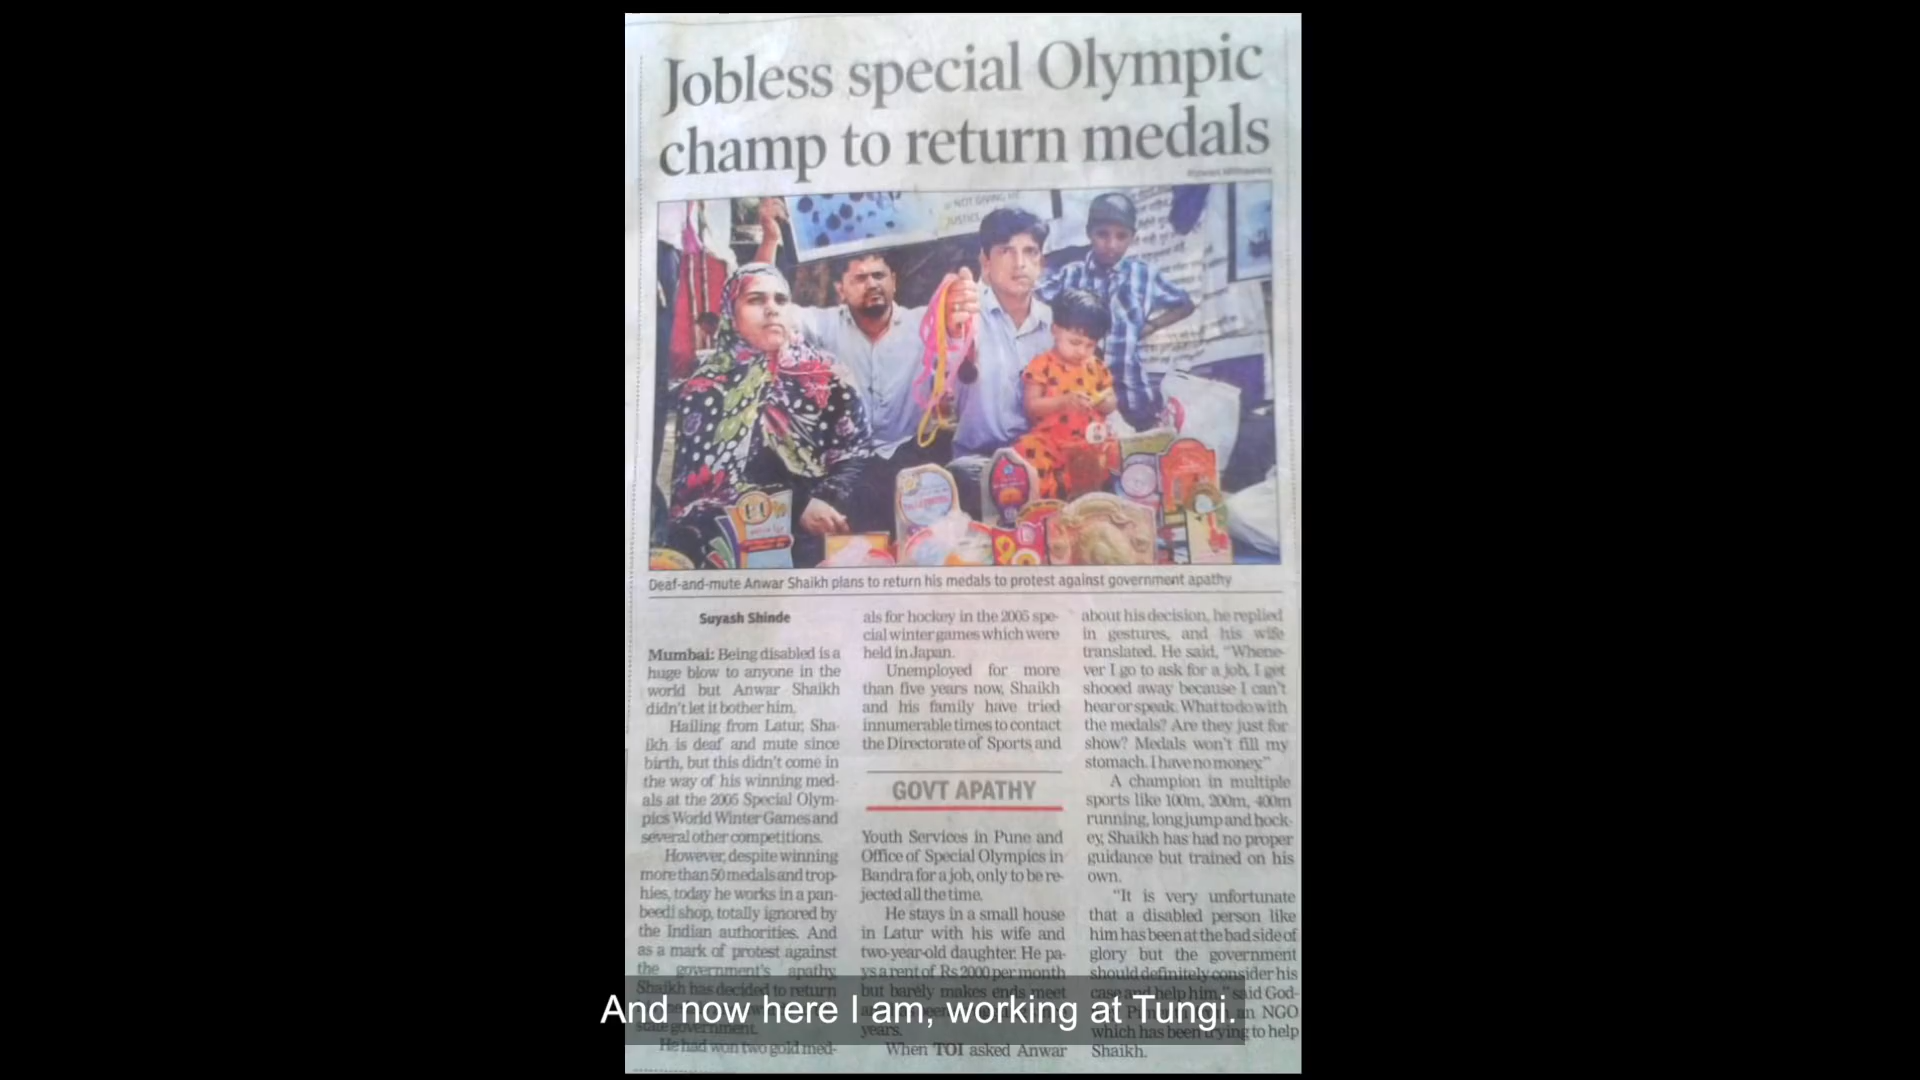 Jobless special Olympic
champ to return medals
NOT GIVING ME
JUSTICE
Deaf-and-mute Anwar Shaikh plans to return his medals to protest against government apathy
Suyash Shinde
Mumbai: Being disabled is a
huge blow to anyone in the
world but Anwar Shaikh
didn't let it bother him.
Hailing from Latur, Sha-
ikh is deaf and mute since
birth, but this didn't come in
the way of his winning med-
als at the 2005 Special Olym-
pics World Winter Games and
several other competitions.
However, despite winning
more than 50 medals and trop-
hies, today he works in a pan-
beedi shop, totally ignored by
the Indian authorities. And
as a mark of protest against
the government's apathy,
Shaikh has decided to return
state government.
He had won two gold med-
als for hockey in the 2005 spe-
cial winter games which were
held in Japan.
Unemployed for more
than five years now, Shaikh
and his family have tried
innumerable times to contact
the Directorate of Sports and
GOVT APATHY
Youth Services in Pune and
Office of Special Olympics in
Bandra for a job, only to be re-
jected all the time.
He stays in a small house
in Latur with his wife and
two-year-old daughter. He pa-
ys a rent of Rs 2000 per month
but barely makes ends meet
years.
When TOI asked Anwar
about his decision, he replied
in gestures, and his wife
translated. He said, "Whene-
ver I go to ask for a job, I get
shooed away because I can't
hear or speak. What to do with
the medals? Are they just for
show? Medals won't fill my
stomach. I have no money."
A champion in multiple
sports like 100m, 200m, 400m
running, long jump and hock-
ey, Shaikh has had no proper
guidance but trained on his
own.
"It is very unfortunate
that a disabled person like
him has been at the bad side of
glory but the government
should definitely consider his
case and help him," said God-
an NGO
which has been trying to help
Shaikh.
And now here I am, working at Tungi.